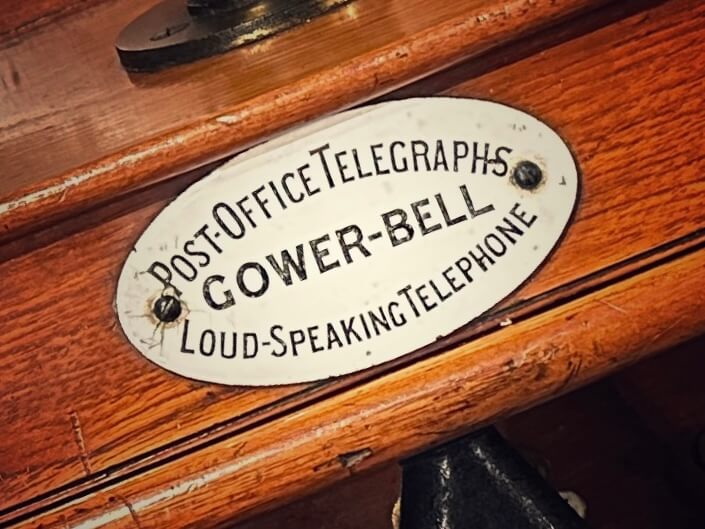 POST-OFFICE TELEGRAPHS
GOWER-BELL
LOUD-SPEAKING TELEPHONE